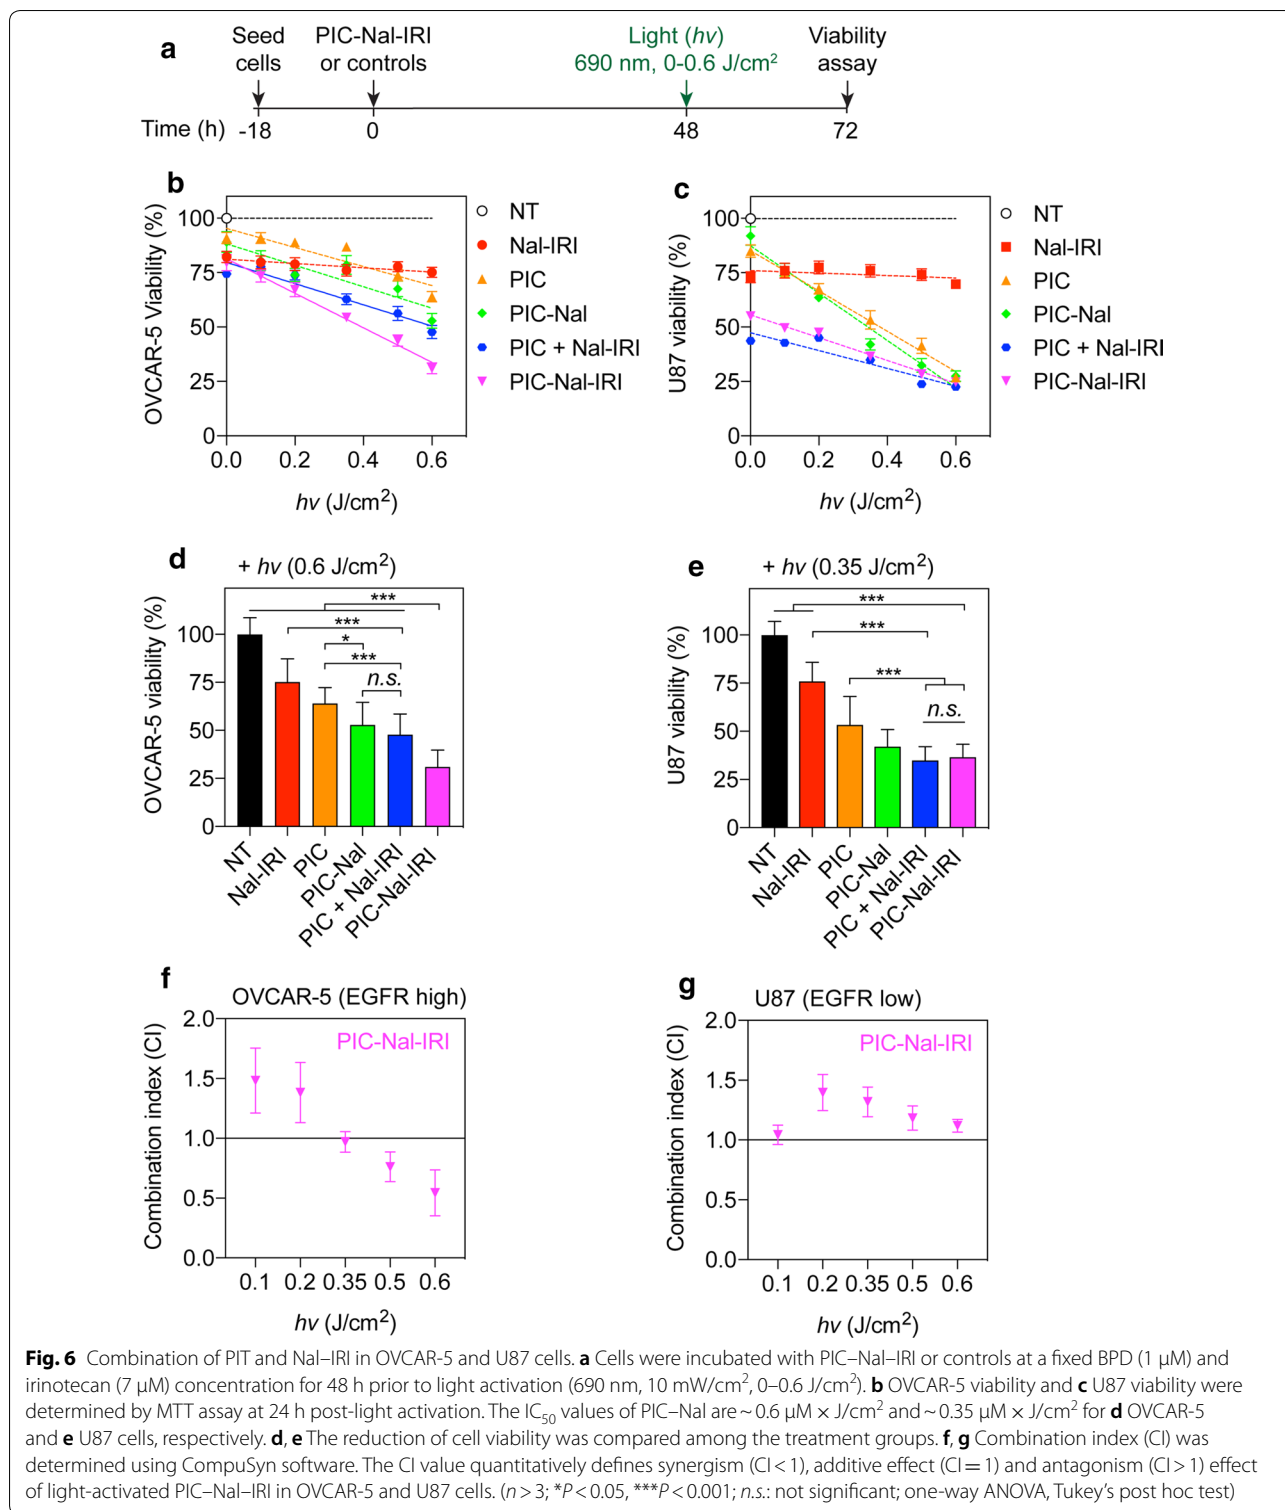 a
Seed
cells
PIC-Nal-IRI
or controls
Light (hν)
690 nm, 0-0.6 J/cm²
Viability
assay
Time (h)
-18
0
48
72
b
OVCAR-5 Viability (%)
100
75
50
25
0
0.0
0.2
0.4
0.6
hν (J/cm²)
NT
Nal-IRI
PIC
PIC-Nal
PIC + Nal-IRI
PIC-Nal-IRI
c
U87 viability (%)
100
75
50
25
0
0.0
0.2
0.4
0.6
hν (J/cm²)
NT
Nal-IRI
PIC
PIC-Nal
PIC + Nal-IRI
PIC-Nal-IRI
d
+ hν (0.6 J/cm²)
OVCAR-5 viability (%)
100
75
50
25
0
***
***
*
***
n.s.
NT
Nal-IRI
PIC
PIC-Nal
PIC + Nal-IRI
PIC-Nal-IRI
e
+ hν (0.35 J/cm²)
U87 viability (%)
100
75
50
25
0
***
***
***
n.s.
NT
Nal-IRI
PIC
PIC-Nal
PIC + Nal-IRI
PIC-Nal-IRI
f
OVCAR-5 (EGFR high)
PIC-Nal-IRI
Combination index (CI)
2.0
1.5
1.0
0.5
0.0
0.1
0.2
0.35
0.5
0.6
hν (J/cm²)
g
U87 (EGFR low)
PIC-Nal-IRI
Combination index (CI)
2.0
1.5
1.0
0.5
0.0
0.1
0.2
0.35
0.5
0.6
hν (J/cm²)
Fig. 6 Combination of PIT and Nal–IRI in OVCAR-5 and U87 cells. a Cells were incubated with PIC–Nal–IRI or controls at a fixed BPD (1 μM) and
irinotecan (7 μM) concentration for 48 h prior to light activation (690 nm, 10 mW/cm², 0–0.6 J/cm²). b OVCAR-5 viability and c U87 viability were
determined by MTT assay at 24 h post-light activation. The IC₅₀ values of PIC–Nal are ~ 0.6 μM × J/cm² and ~ 0.35 μM × J/cm² for d OVCAR-5
and e U87 cells, respectively. d, e The reduction of cell viability was compared among the treatment groups. f, g Combination index (CI) was
determined using CompuSyn software. The CI value quantitatively defines synergism (CI < 1), additive effect (CI = 1) and antagonism (CI > 1) effect
of light-activated PIC–Nal–IRI in OVCAR-5 and U87 cells. (n > 3; *P < 0.05, ***P < 0.001; n.s.: not significant; one-way ANOVA, Tukey's post hoc test)